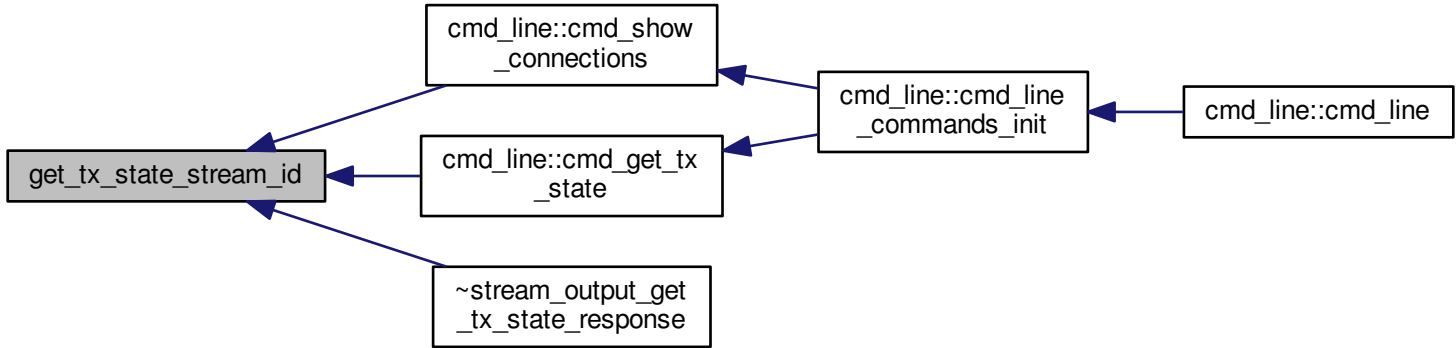 cmd_line::cmd_show
_connections
cmd_line::cmd_line
_commands_init
cmd_line::cmd_line
get_tx_state_stream_id
cmd_line::cmd_get_tx
_state
~stream_output_get
_tx_state_response